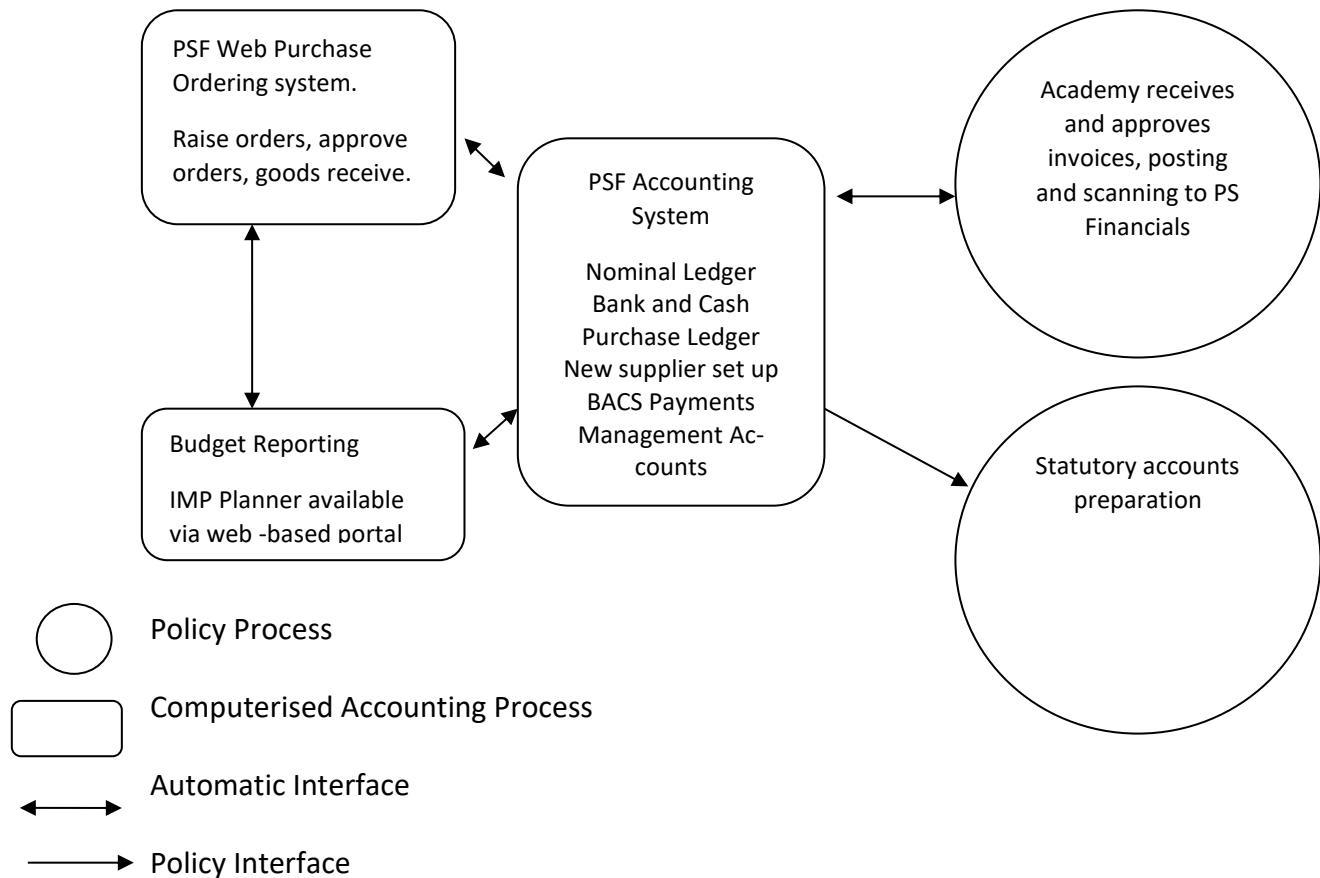 PSF Web Purchase
Ordering system.
Raise orders, approve
orders, goods receive.
Budget Reporting
IMP Planner available
via web -based portal
PSF Accounting
System
Nominal Ledger
Bank and Cash
Purchase Ledger
New supplier set up
BACS Payments
Management Ac-
counts
Academy receives
and approves
invoices, posting
and scanning to PS
Financials
Statutory accounts
preparation
Policy Process
Computerised Accounting Process
Automatic Interface
Policy Interface